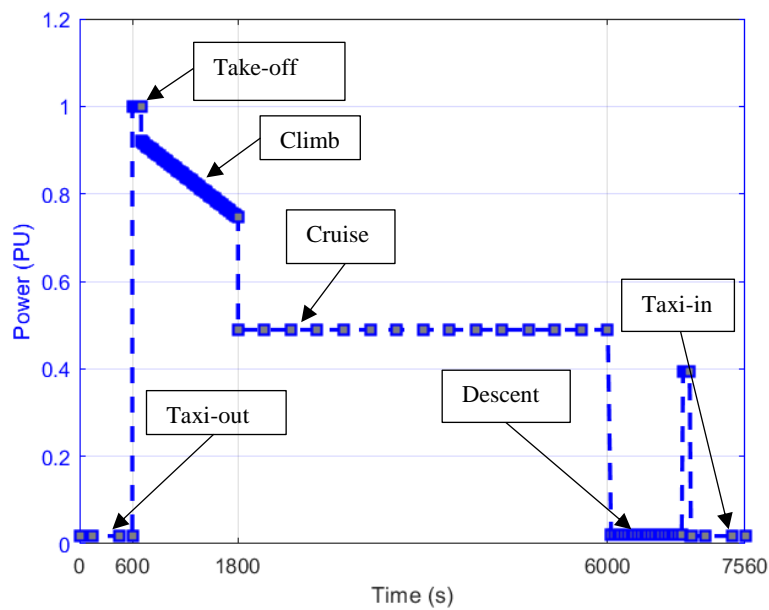 1.2
Take-off
1
Climb
0.8
Cruise
0.6
Taxi-in
Power (PU)
0.4
Descent
Taxi-out
0.2
0
0 600 1800 6000 7560
Time (s)